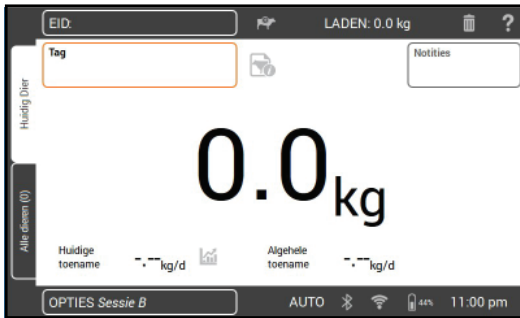 EID:
LADEN: 0.0 kg
?
Huidig Dier
Tag
Notities
0.0kg
Alle dieren (0)
Huidige
toename
-.--kg/d
Algehele
toename
-.--kg/d
OPTIES Sessie B
AUTO
44%
11:00 pm